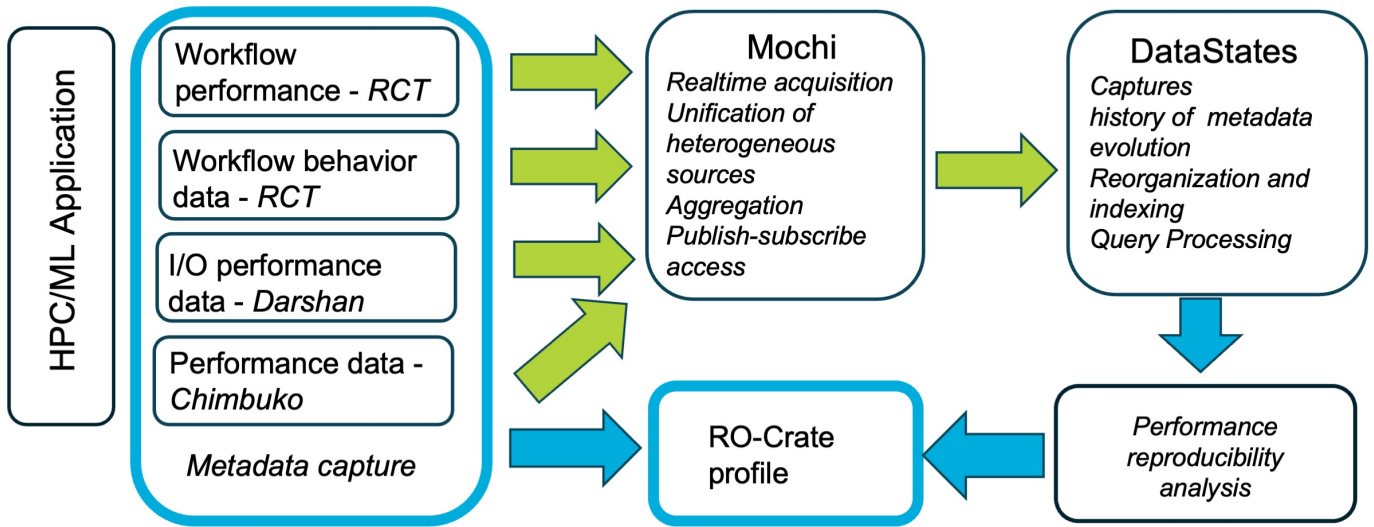 HPC/ML Application
Workflow
performance - RCT
Workflow behavior
data - RCT
I/O performance
data - Darshan
Performance data -
Chimbuko
Metadata capture
Mochi
Realtime acquisition
Unification of
heterogeneous
sources
Aggregation
Publish-subscribe
access
DataStates
Captures
history of metadata
evolution
Reorganization and
indexing
Query Processing
RO-Crate
profile
Performance
reproducibility
analysis